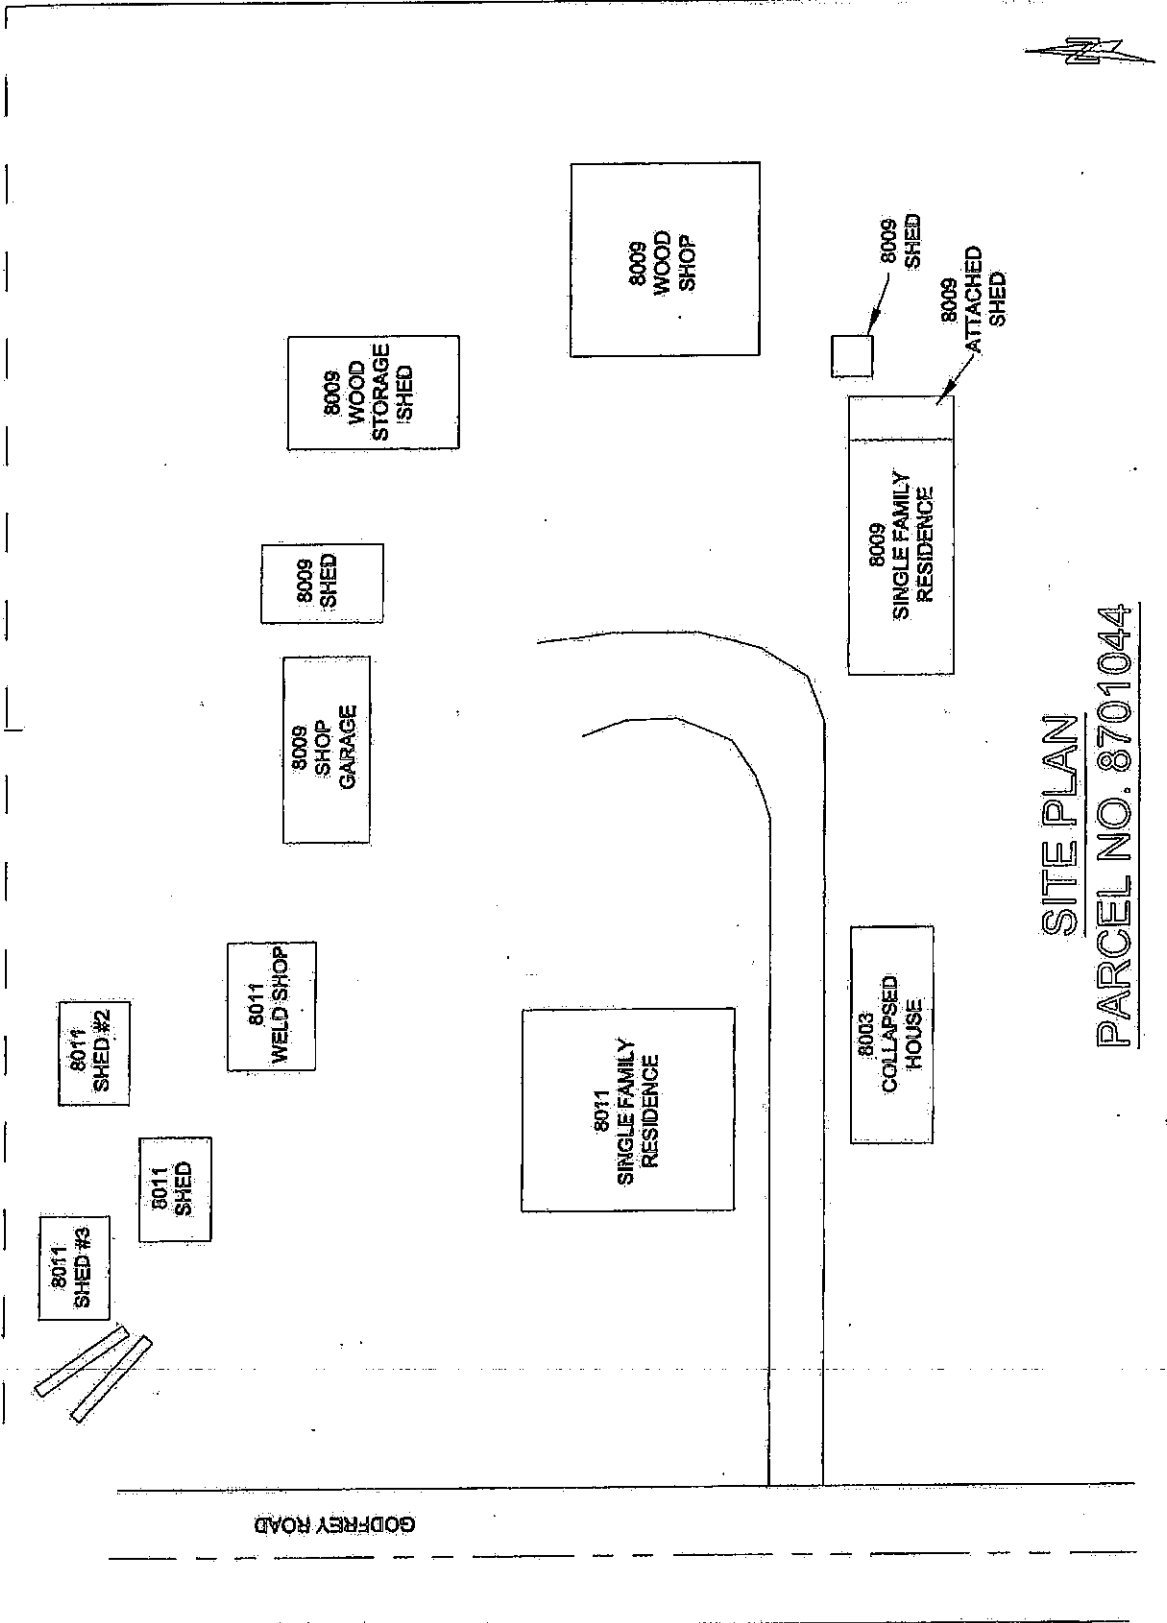 8009
WOOD
SHOP
8009
SHED
8009
ATTACHED
SHED
8009
WOOD
STORAGE
SHED
8009
SHED
8009
SINGLE FAMILY
RESIDENCE
8009
SHOP
GARAGE
8011
WELD SHOP
8011
SHED #2
8011
SHED
8011
SHED #3
8011
SINGLE FAMILY
RESIDENCE
8003
COLLAPSED
HOUSE
GODFREY ROAD
N
SITE PLAN
PARCEL NO. 8701044